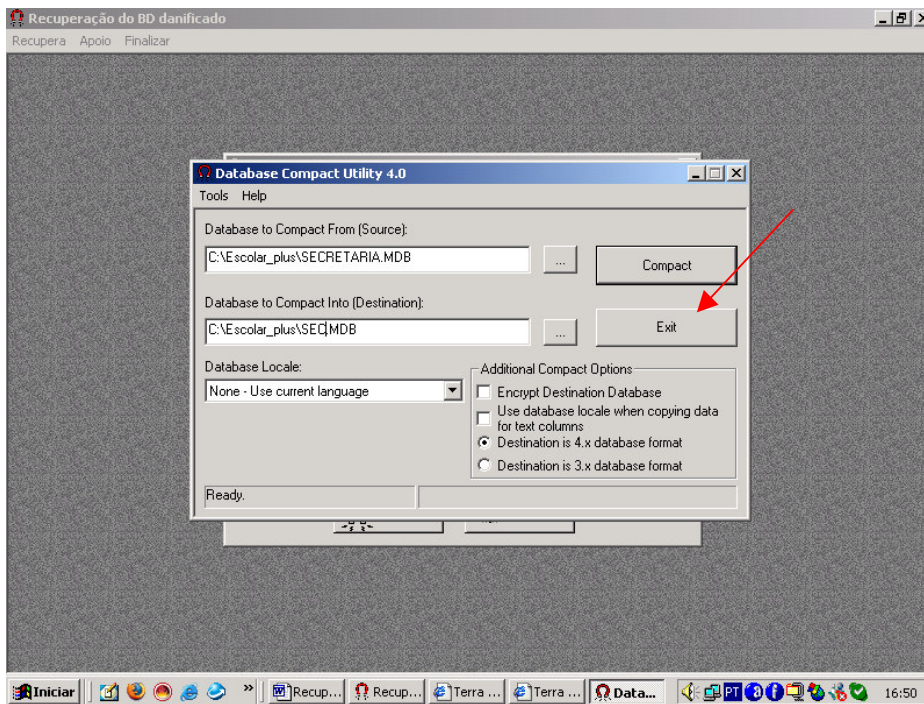 Recuperação do BD danificado
Recupera Apoio Finalizar
Database Compact Utility 4.0
Tools Help
Database to Compact From (Source):
C:\Escolar_plus\SECRETARIA.MDB
...
Compact
Database to Compact Into (Destination):
C:\Escolar_plus\SEC.MDB
...
Exit
Database Locale:
None - Use current language
Additional Compact Options
Encrypt Destination Database
Use database locale when copying data
for text columns
Destination is 4.x database format
Destination is 3.x database format
Ready.
Iniciar » Recup... Recup... Terra ... Terra ... Data... PT 16:50